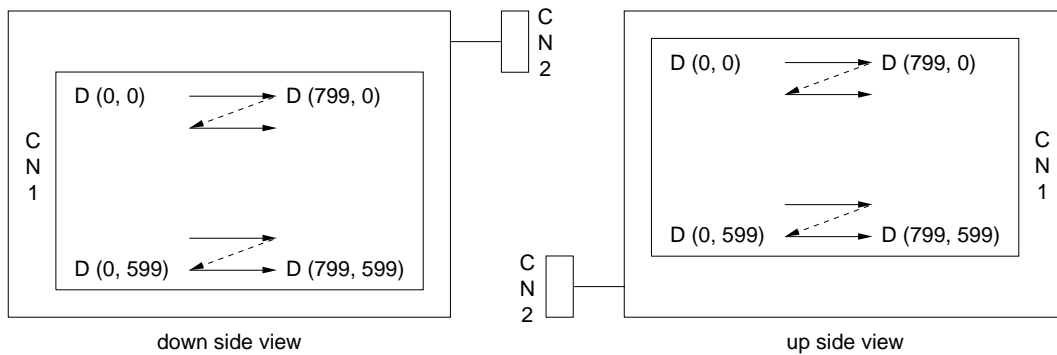 C
N
2
D (0, 0) D (799, 0)
C
N
1
D (0, 599) D (799, 599)
down side view
D (0, 0) D (799, 0)
C
N
1
D (0, 599) D (799, 599)
C
N
2
up side view